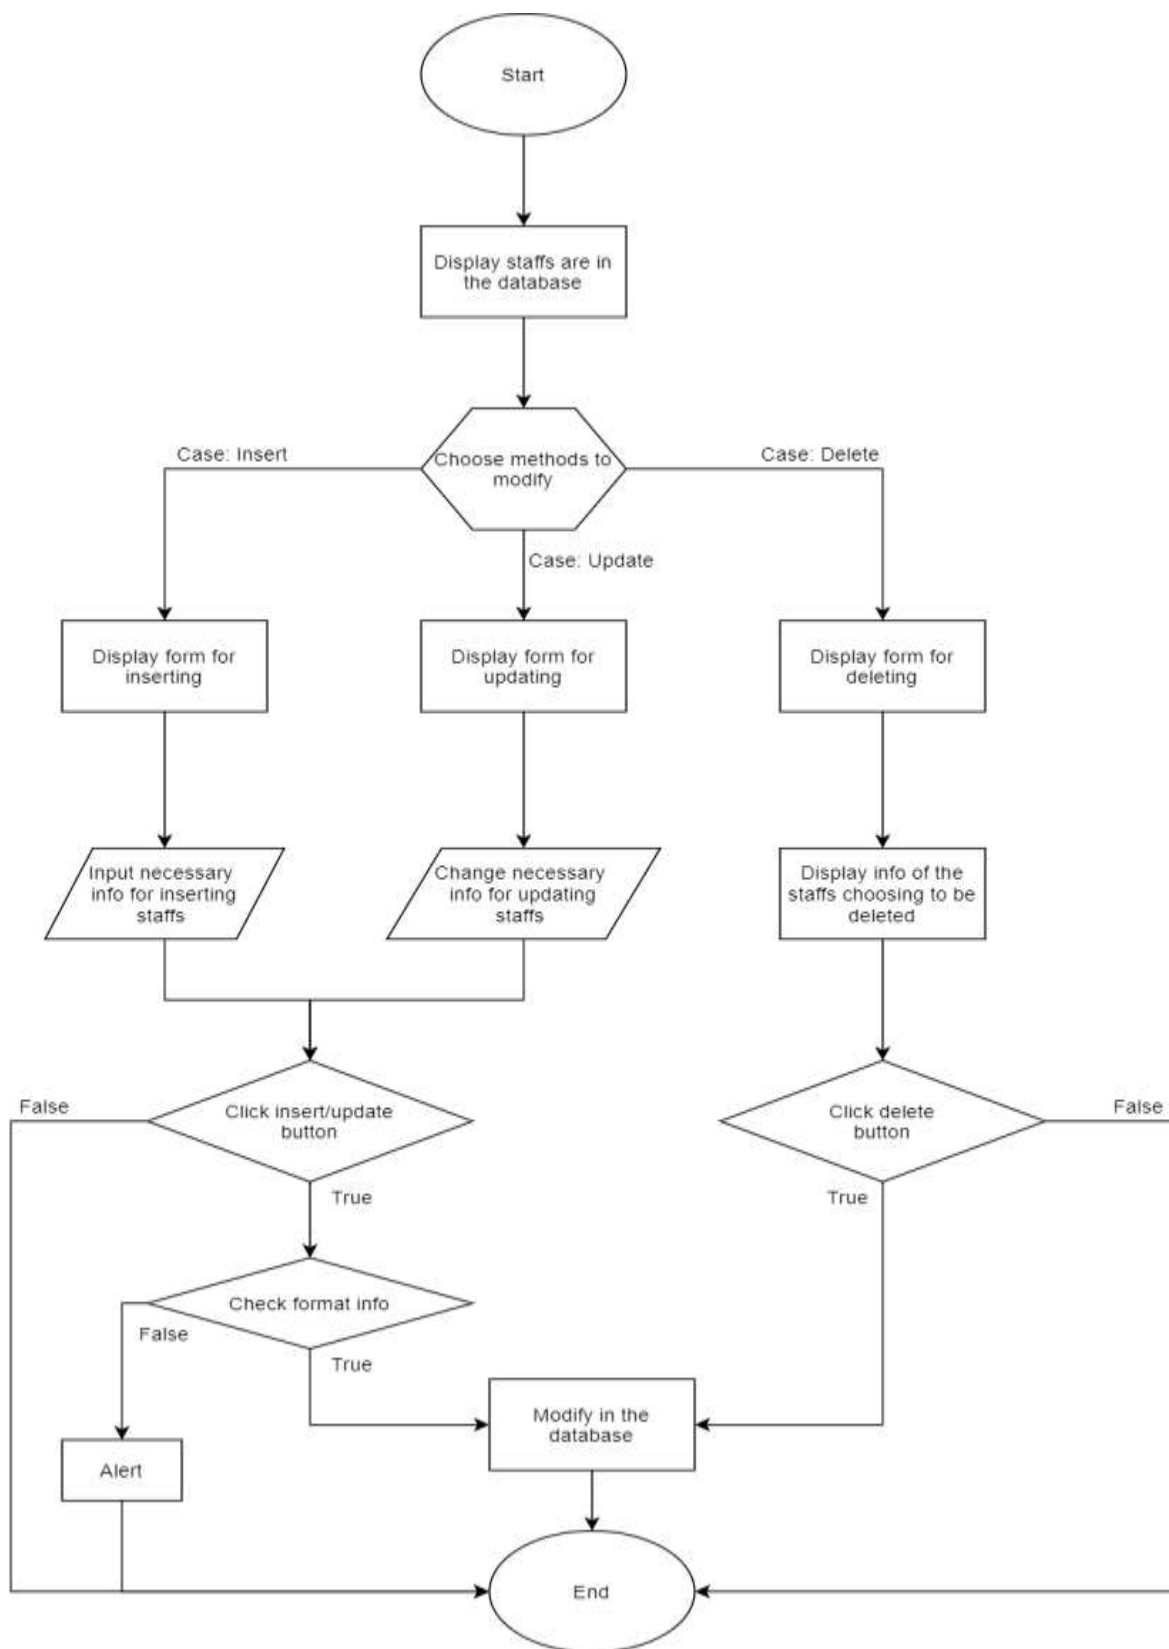 Start
Display staffs are in
the database
Case: Insert
Choose methods to
modify
Case: Delete
Case: Update
Display form for
inserting
Display form for
updating
Display form for
deleting
Input necessary
info for inserting
staffs
Change necessary
info for updating
staffs
Display info of the
staffs choosing to be
deleted
False
Click insert/update
button
Click delete
button
False
True
True
Check format info
False
True
Modify in the
database
Alert
End